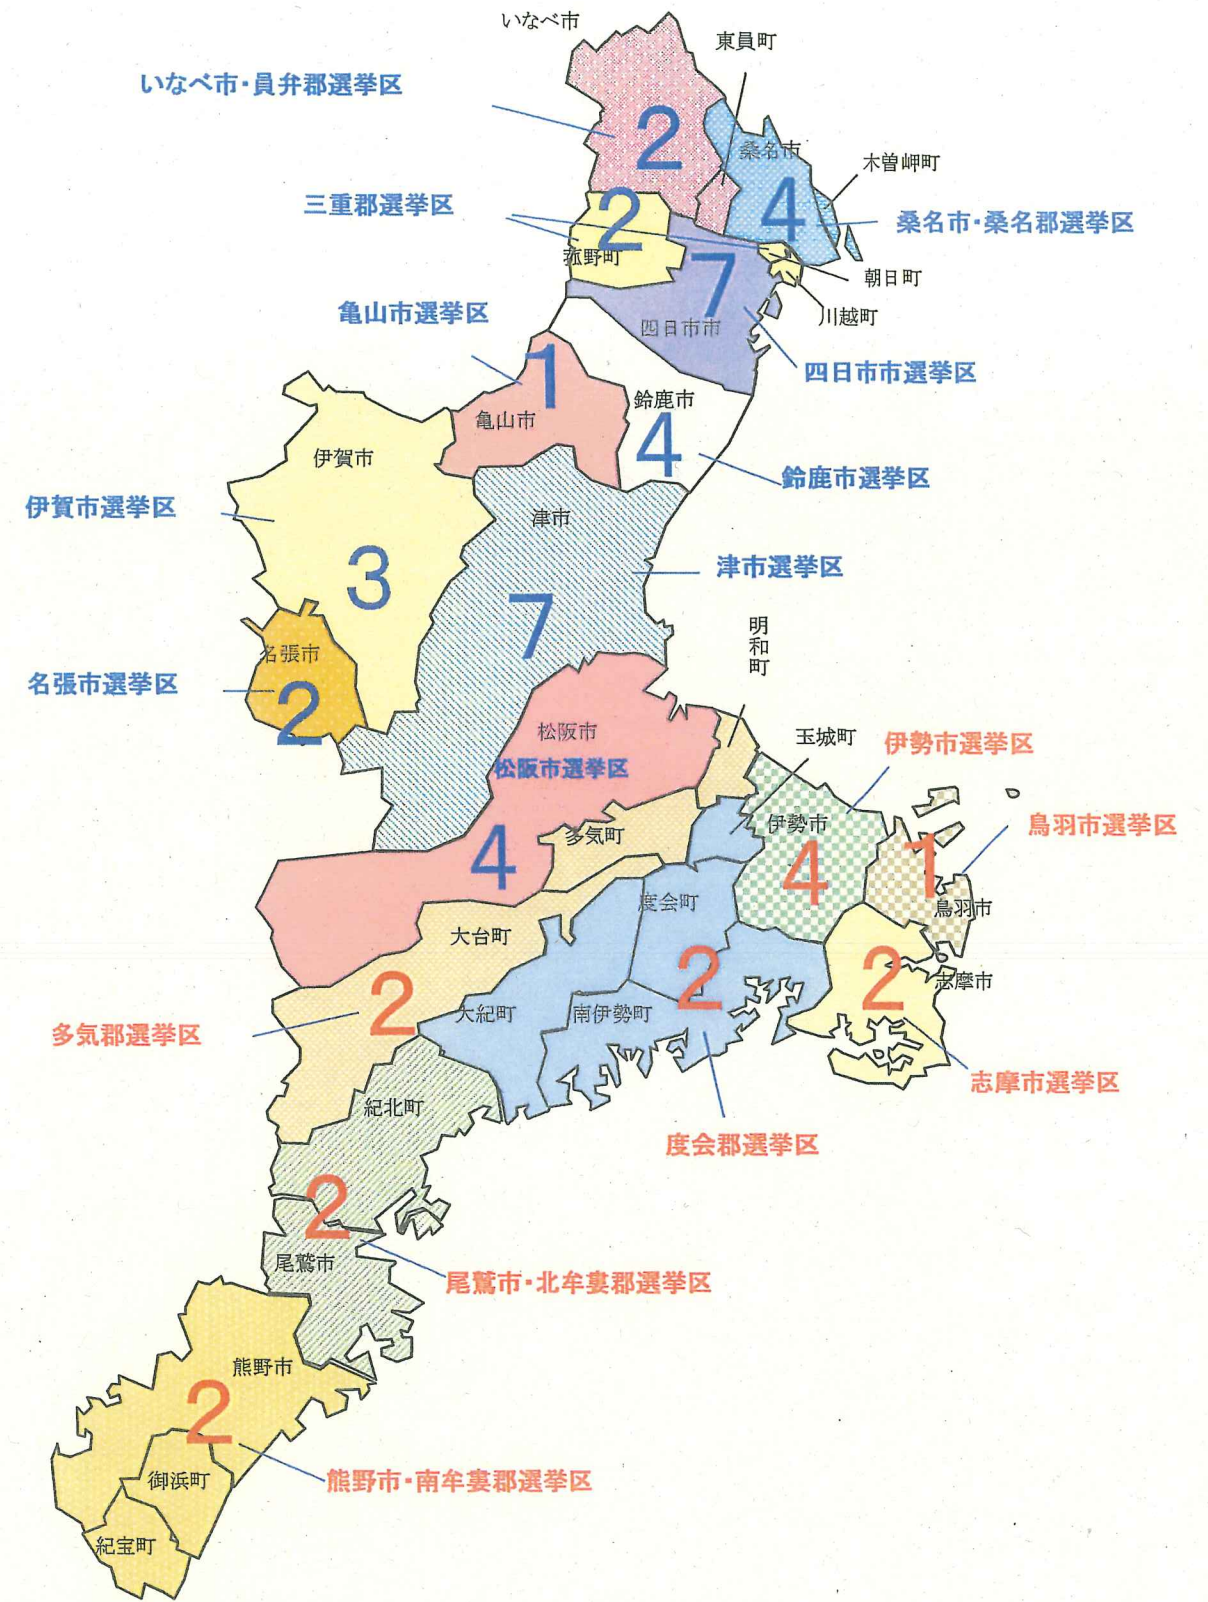 いなべ市
東員町
いなべ市・員弁郡選挙区
2
桑名市
木曽岬町
4
三重郡選挙区
2
桑名市・桑名郡選挙区
菰野町
7
朝日町
亀山市選挙区
川越町
四日市市
1
四日市市選挙区
鈴鹿市
亀山市
4
伊賀市
鈴鹿市選挙区
伊賀市選挙区
津市
3
津市選挙区
7
明和町
名張市
名張市選挙区
2
松阪市
玉城町
伊勢市選挙区
松阪市選挙区
伊勢市
鳥羽市選挙区
多気町
4
4
1
度会町
鳥羽市
大台町
2
2
志摩市
2
大紀町
南伊勢町
多気郡選挙区
志摩市選挙区
紀北町
度会郡選挙区
2
尾鷲市
尾鷲市・北牟婁郡選挙区
熊野市
2
御浜町
熊野市・南牟婁郡選挙区
紀宝町